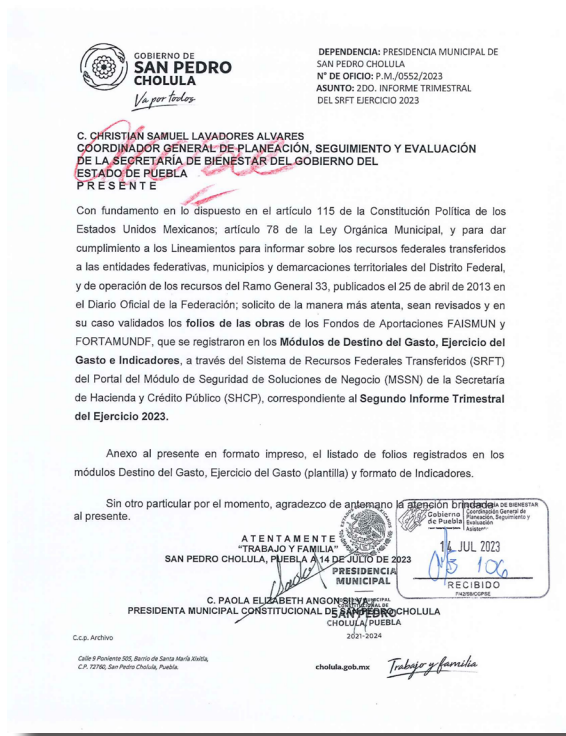 GOBIERNO DE
SAN PEDRO
CHOLULA
Va por todos
DEPENDENCIA: PRESIDENCIA MUNICIPAL DE
SAN PEDRO CHOLULA
N° DE OFICIO: P.M./0552/2023
ASUNTO: 2DO. INFORME TRIMESTRAL
DEL SRFT EJERCICIO 2023
C. CHRISTIAN SAMUEL LAVADORES ALVARES
COORDINADOR GENERAL DE PLANEACIÓN, SEGUIMIENTO Y EVALUACIÓN
DE LA SECRETARÍA DE BIENESTAR DEL GOBIERNO DEL
ESTADO DE PUEBLA
P R E S E N T E
Con fundamento en lo dispuesto en el artículo 115 de la Constitución Política de los
Estados Unidos Mexicanos; artículo 78 de la Ley Orgánica Municipal, y para dar
cumplimiento a los Lineamientos para informar sobre los recursos federales transferidos
a las entidades federativas, municipios y demarcaciones territoriales del Distrito Federal,
y de operación de los recursos del Ramo General 33, publicados el 25 de abril de 2013 en
el Diario Oficial de la Federación; solicito de la manera más atenta, sean revisados y en
su caso validados los folios de las obras de los Fondos de Aportaciones FAISMUN y
FORTAMUNDF, que se registraron en los Módulos de Destino del Gasto, Ejercicio del
Gasto e Indicadores, a través del Sistema de Recursos Federales Transferidos (SRFT)
del Portal del Módulo de Seguridad de Soluciones de Negocio (MSSN) de la Secretaría
de Hacienda y Crédito Público (SHCP), correspondiente al Segundo Informe Trimestral
del Ejercicio 2023.
Anexo al presente en formato impreso, el listado de folios registrados en los
módulos Destino del Gasto, Ejercicio del Gasto (plantilla) y formato de Indicadores.
Sin otro particular por el momento, agradezco de antemano la atención brindada
al presente.
A T E N T A M E N T E
"TRABAJO Y FAMILIA"
SAN PEDRO CHOLULA, PUEBLA A 14 DE JULIO DE 2023
PRESIDENCIA
MUNICIPAL
C. PAOLA ELIZABETH ANGON SILVA
PRESIDENTA MUNICIPAL CONSTITUCIONAL DE SAN PEDRO CHOLULA
CHOLULA, PUEBLA
2021-2024
Gobierno
de Puebla
DE BIENESTAR
Coordinación General de
Planeación, Seguimiento y
Evaluación
14 JUL 2023
RECIBIDO
C.c.p. Archivo
Calle 5 Poniente 505, Barrio de Santa María Xixitla,
C.P. 72760, San Pedro Cholula, Puebla.
cholula.gob.mx
Trabajo y familia